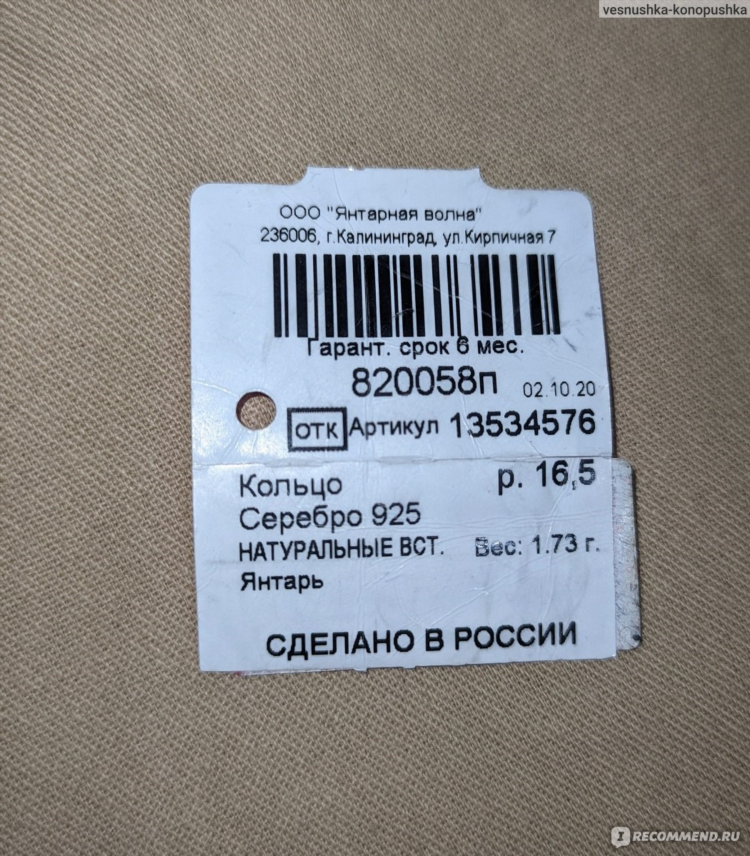 vesnushka-konopushka
ООО "Янтарная волна"
236006, г.Калининград, ул.Кирпичная 7
Гарант. срок 6 мес.
820058п 02.10.20
ОТК Артикул 13534576
Кольцо р. 16,5
Серебро 925
НАТУРАЛЬНЫЕ ВСТ. Вес: 1.73 г.
Янтарь
СДЕЛАНО В РОССИИ
IRECOMMEND.RU